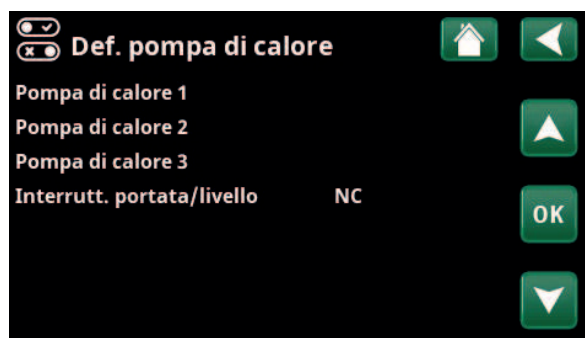 Def. pompa di calore
Pompa di calore 1
Pompa di calore 2
Pompa di calore 3
Interrutt. portata/livello NC
OK